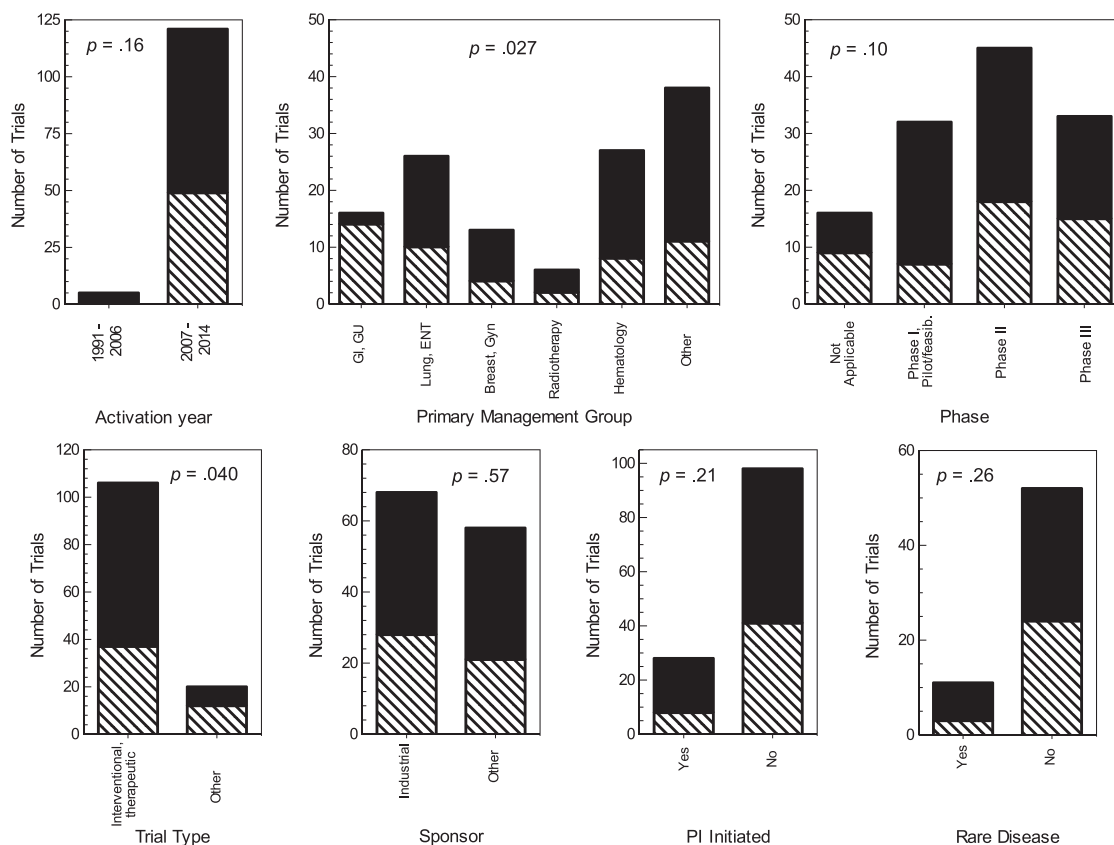 Number of Trials
125
100
75
50
25
0
p = .16
1991-
2006
2007-
2014
Activation year
Number of Trials
50
40
30
20
10
0
p = .027
GI, GU
Lung, ENT
Breast, Gyn
Radiotherapy
Hematology
Other
Primary Management Group
Number of Trials
50
40
30
20
10
0
p = .10
Not
Applicable
Phase I,
Pilot/feasib.
Phase II
Phase III
Phase
Number of Trials
120
100
80
60
40
20
0
p = .040
Interventional,
therapeutic
Other
Trial Type
Number of Trials
80
60
40
20
0
p = .57
Industrial
Other
Sponsor
Number of Trials
100
80
60
40
20
0
p = .21
Yes
No
PI Initiated
Number of Trials
60
40
20
0
p = .26
Yes
No
Rare Disease